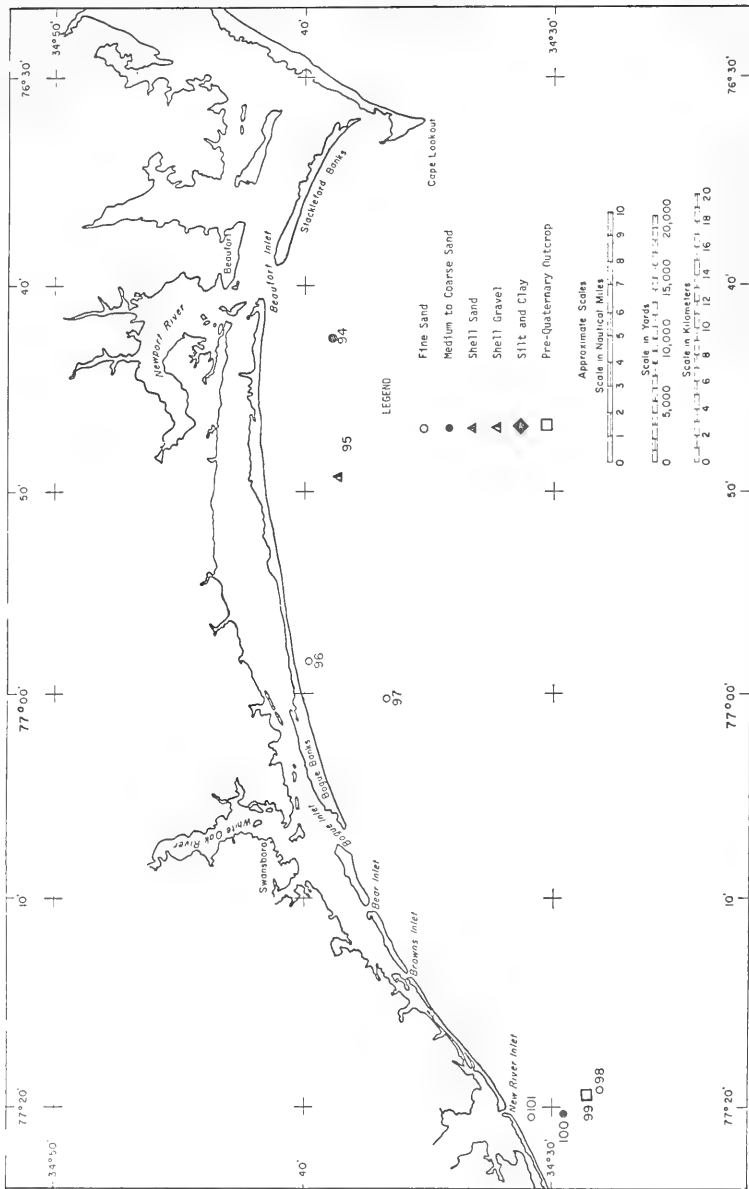 77°20'
10'
77°00'
50'
40'
76°30'
34°50'
34°50'
40'
40'
34°30'
34°30'
77°20'
10'
77°00'
50'
40'
76°30'
Newport River
Beaufort
Beaufort Inlet
Shackleford Banks
Cape Lookout
White Oak River
Swansboro
Bogue Banks
Bogue Inlet
Bear Inlet
Browns Inlet
New River Inlet
94
95
96
97
98
99
100
101
LEGEND
Fine Sand
Medium to Coarse Sand
Shell Sand
Shell Gravel
Silt and Clay
Pre-Quaternary Outcrop
Approximate Scales
Scale in Nautical Miles
0 1 2 3 4 5 6 7 8 9 10
Scale in Yards
0 5,000 10,000 15,000 20,000
Scale in Kilometers
0 2 4 6 8 10 12 14 16 18 20